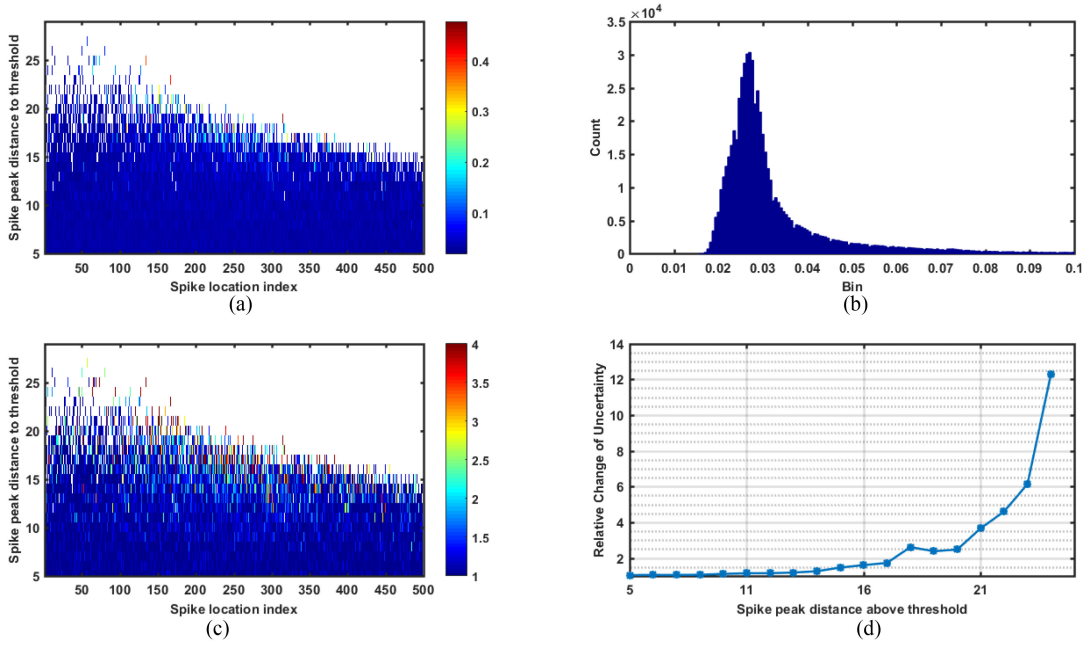 Spike peak distance to threshold
25
20
15
10
5
50 100 150 200 250 300 350 400 450 500
Spike location index
0.4
0.3
0.2
0.1
(a)
×10⁴
Count
3.5
3
2.5
2
1.5
1
0.5
0
0 0.01 0.02 0.03 0.04 0.05 0.06 0.07 0.08 0.09 0.1
Bin
(b)
Spike peak distance to threshold
25
20
15
10
5
50 100 150 200 250 300 350 400 450 500
Spike location index
4
3.5
3
2.5
2
1.5
1
(c)
Relative Change of Uncertainty
14
12
10
8
6
4
2
5 11 16 21
Spike peak distance above threshold
(d)